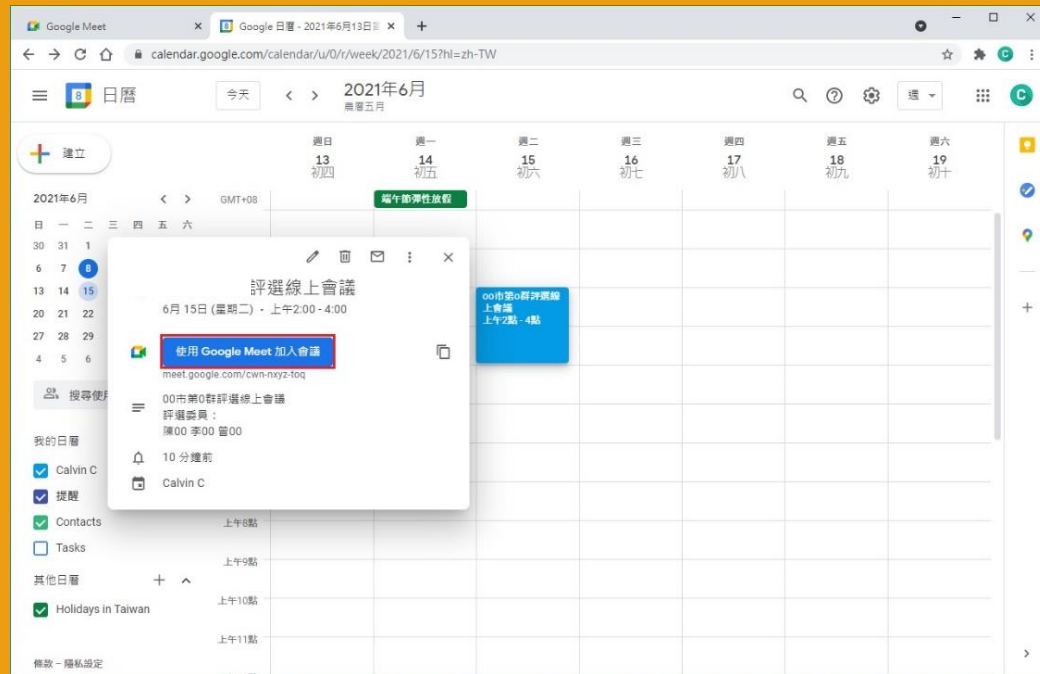 Google Meet
Google 日曆 - 2021年6月13日
calendar.google.com/calendar/u/0/r/week/2021/6/15?hl=zh-TW
8 日曆 今天 2021年6月 週 C
農曆五月
建立
週日 週一 週二 週三 週四 週五 週六
13 14 15 16 17 18 19
初四 初五 初六 初七 初八 初九 初十
2021年6月 GMT+08 端午節彈性放假
日 一 二 三 四 五 六
30 31 1
6 7 8
13 14 15
20 21 22
27 28 29
4 5 6
搜尋使用
評選線上會議
6月 15日 (星期二) · 上午2:00 - 4:00
使用 Google Meet 加入會議
meet.google.com/cwn-nxyz-toq
00市第0群評選線上會議
評選委員：
陳00 李00 曾00
10 分鐘前
Calvin C
00市第0群評選線
上會議
上午2點 - 4點
我的日曆
Calvin C
提醒
Contacts
Tasks
其他日曆
Holidays in Taiwan
條款 – 隱私設定
上午8點
上午9點
上午10點
上午11點